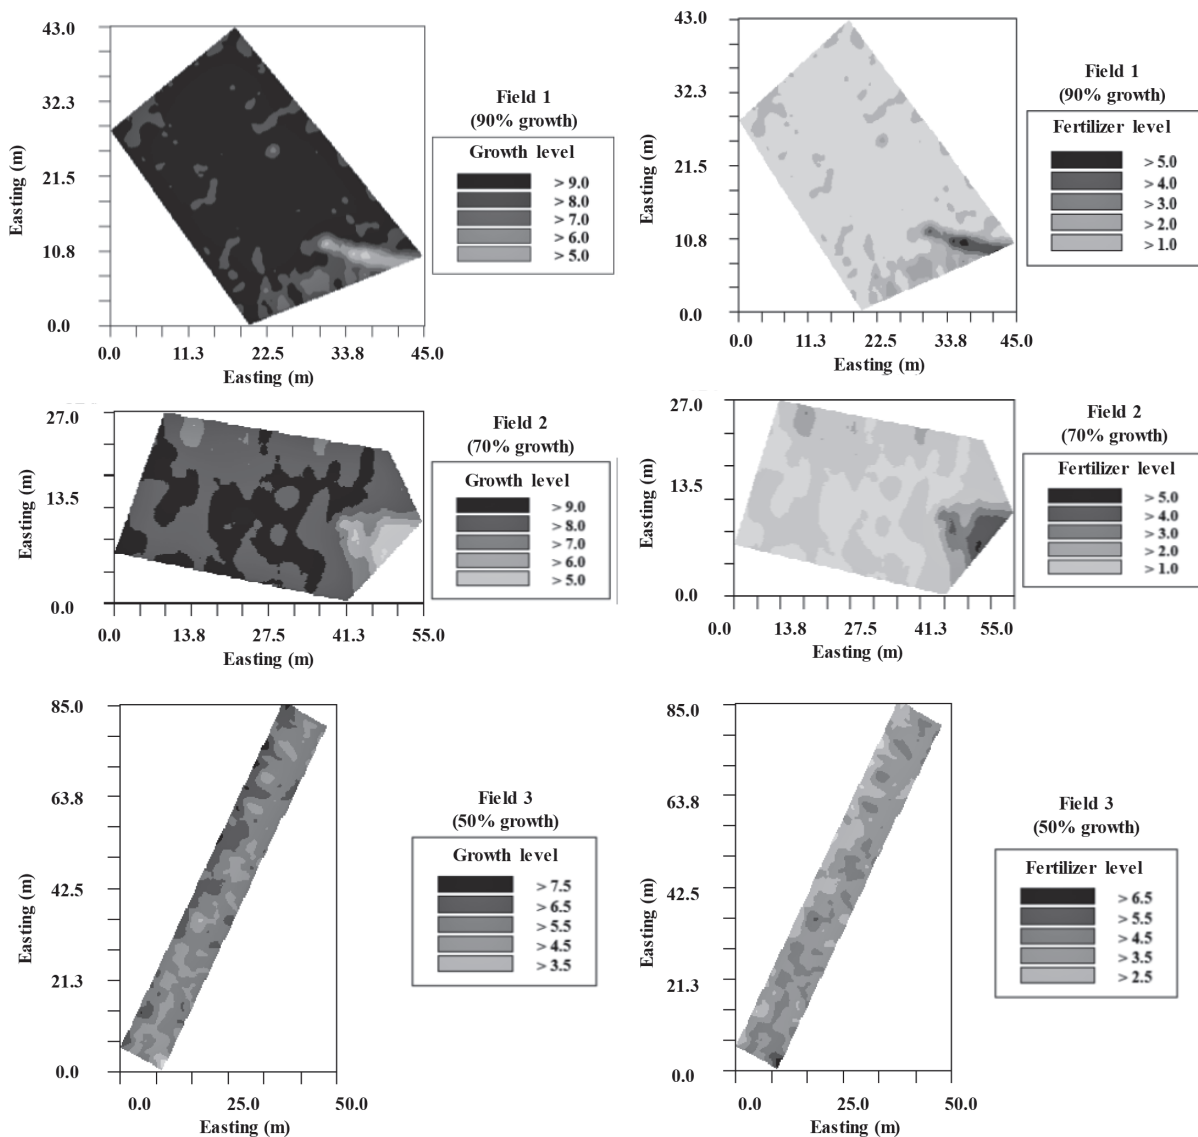 43.0
32.3
21.5
10.8
0.0
Easting (m)
0.0 11.3 22.5 33.8 45.0
Easting (m)
Field 1
(90% growth)
Growth level
> 9.0
> 8.0
> 7.0
> 6.0
> 5.0
43.0
32.3
21.5
10.8
0.0
Easting (m)
0.0 11.3 22.5 33.8 45.0
Easting (m)
Field 1
(90% growth)
Fertilizer level
> 5.0
> 4.0
> 3.0
> 2.0
> 1.0
27.0
13.5
0.0
Easting (m)
0.0 13.8 27.5 41.3 55.0
Easting (m)
Field 2
(70% growth)
Growth level
> 9.0
> 8.0
> 7.0
> 6.0
> 5.0
27.0
13.5
0.0
Easting (m)
0.0 13.8 27.5 41.3 55.0
Easting (m)
Field 2
(70% growth)
Fertilizer level
> 5.0
> 4.0
> 3.0
> 2.0
> 1.0
85.0
63.8
42.5
21.3
0.0
Easting (m)
0.0 25.0 50.0
Easting (m)
Field 3
(50% growth)
Growth level
> 7.5
> 6.5
> 5.5
> 4.5
> 3.5
85.0
63.8
42.5
21.3
0.0
Easting (m)
0.0 25.0 50.0
Easting (m)
Field 3
(50% growth)
Fertilizer level
> 6.5
> 5.5
> 4.5
> 3.5
> 2.5